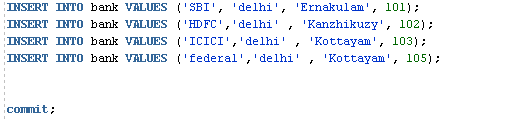 INSERT INTO bank VALUES ('SBI', 'delhi', 'Ernakulam', 101);
INSERT INTO bank VALUES ('HDFC','delhi' , 'Kanzhikuzy', 102);
INSERT INTO bank VALUES ('ICICI','delhi' , 'Kottayam', 103);
INSERT INTO bank VALUES ('federal','delhi' , 'Kottayam', 105);
commit;